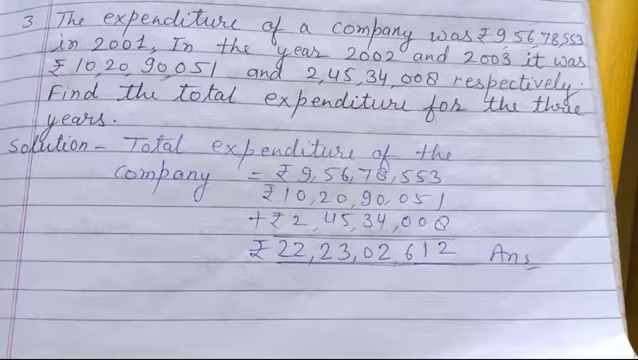 3 The expenditure of a company was ₹ 9,56,78,553
in 2001, In the year 2002 and 2003 it was
₹ 10,20,90,051 and 2,45,34,008 respectively.
Find the total expenditure for the three
years.
Solution - Total expenditure of the
company = ₹ 9,56,78,553
₹ 10,20,90,051
+ ₹ 2,45,34,008
₹ 22,23,02,612 Ans